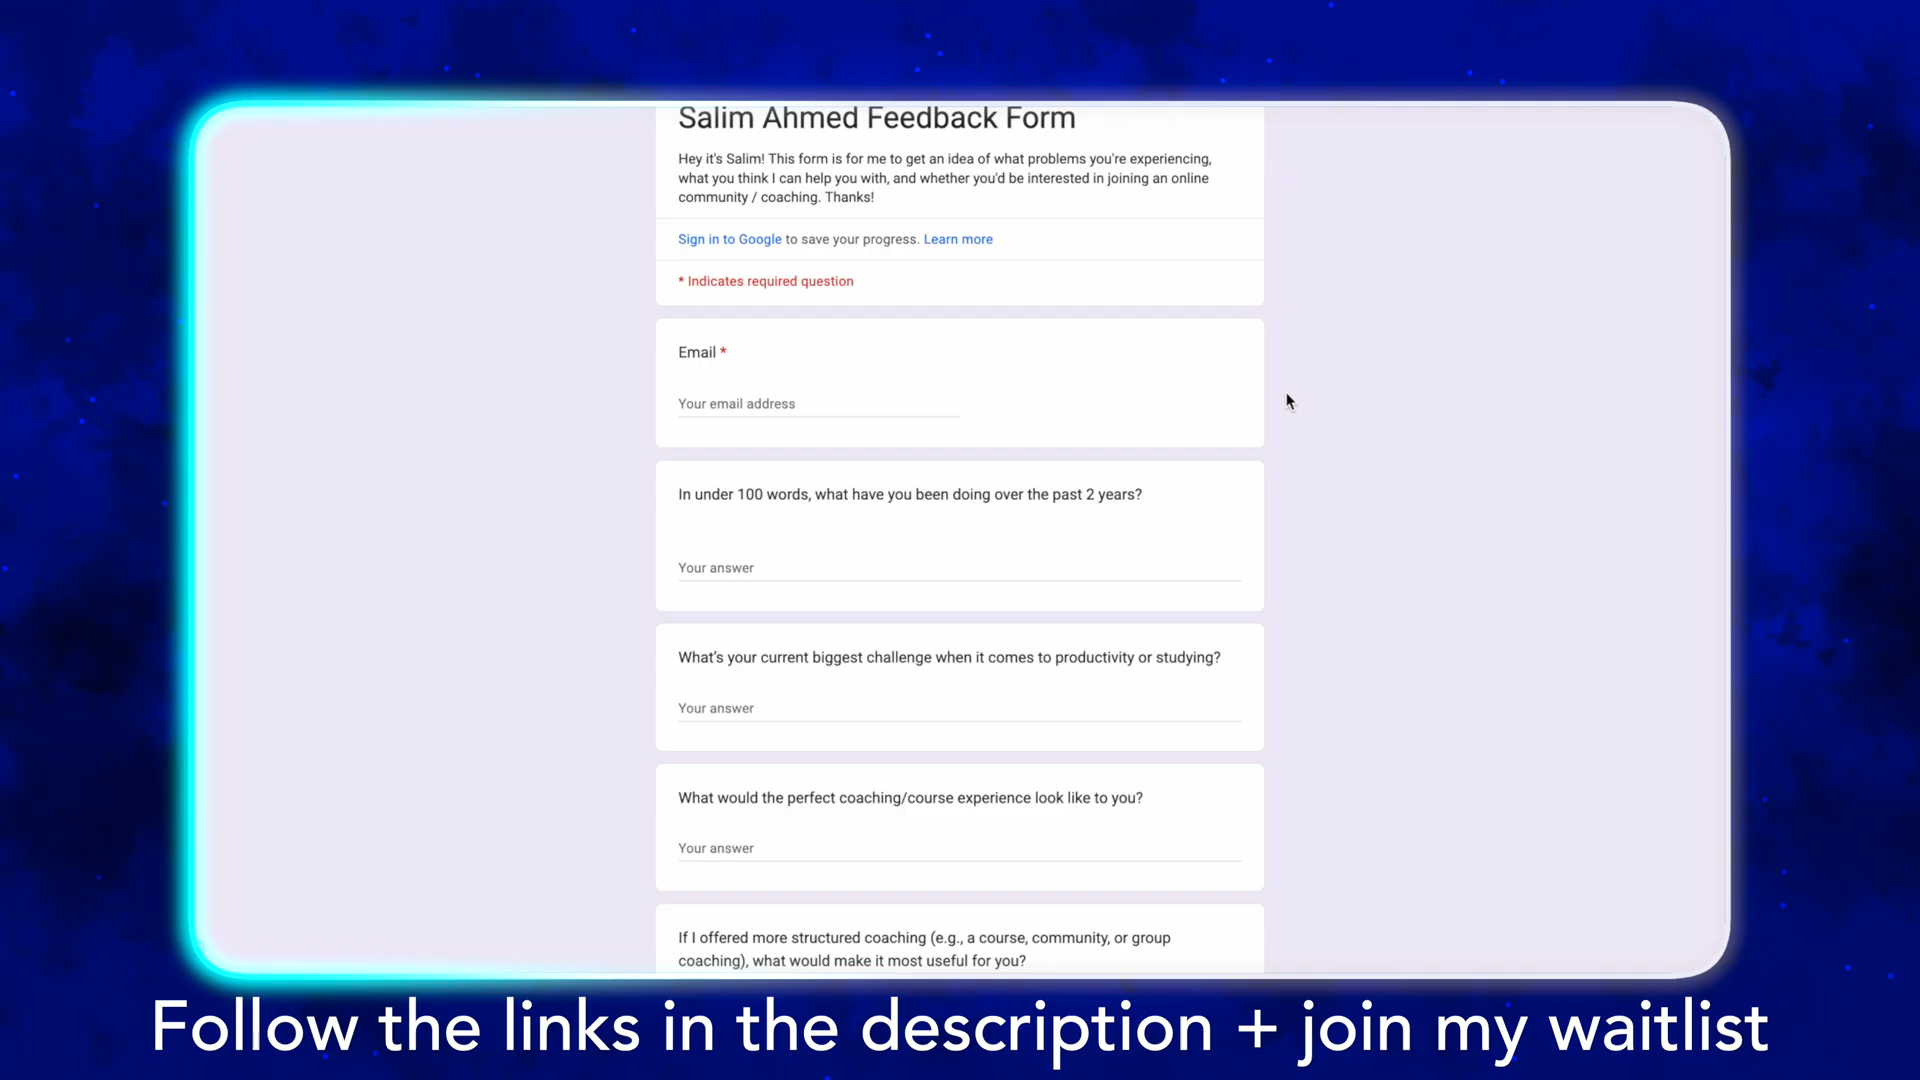 Salim Ahmed Feedback Form
Hey it's Salim! This form is for me to get an idea of what problems you're experiencing,
what you think I can help you with, and whether you'd be interested in joining an online
community / coaching. Thanks!
Sign in to Google to save your progress. Learn more
* Indicates required question
Email *
Your email address
In under 100 words, what have you been doing over the past 2 years?
Your answer
What's your current biggest challenge when it comes to productivity or studying?
Your answer
What would the perfect coaching/course experience look like to you?
Your answer
If I offered more structured coaching (e.g., a course, community, or group
coaching), what would make it most useful for you?
Follow the links in the description + join my waitlist